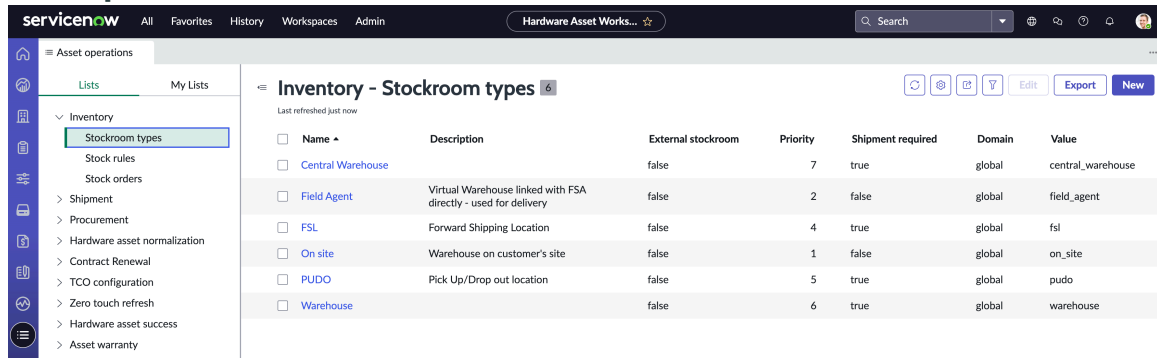 servicenow All Favorites History Workspaces Admin Hardware Asset Works... Search
Asset operations
Lists My Lists
Inventory
Stockroom types
Stock rules
Stock orders
Shipment
Procurement
Hardware asset normalization
Contract Renewal
TCO configuration
Zero touch refresh
Hardware asset success
Asset warranty
Inventory - Stockroom types 6
Last refreshed just now
Edit Export New
Name Description External stockroom Priority Shipment required Domain Value
Central Warehouse false 7 true global central_warehouse
Field Agent Virtual Warehouse linked with FSA false 2 false global field_agent
directly - used for delivery
FSL Forward Shipping Location false 4 true global fsl
On site Warehouse on customer's site false 1 false global on_site
PUDO Pick Up/Drop out location false 5 true global pudo
Warehouse false 6 true global warehouse